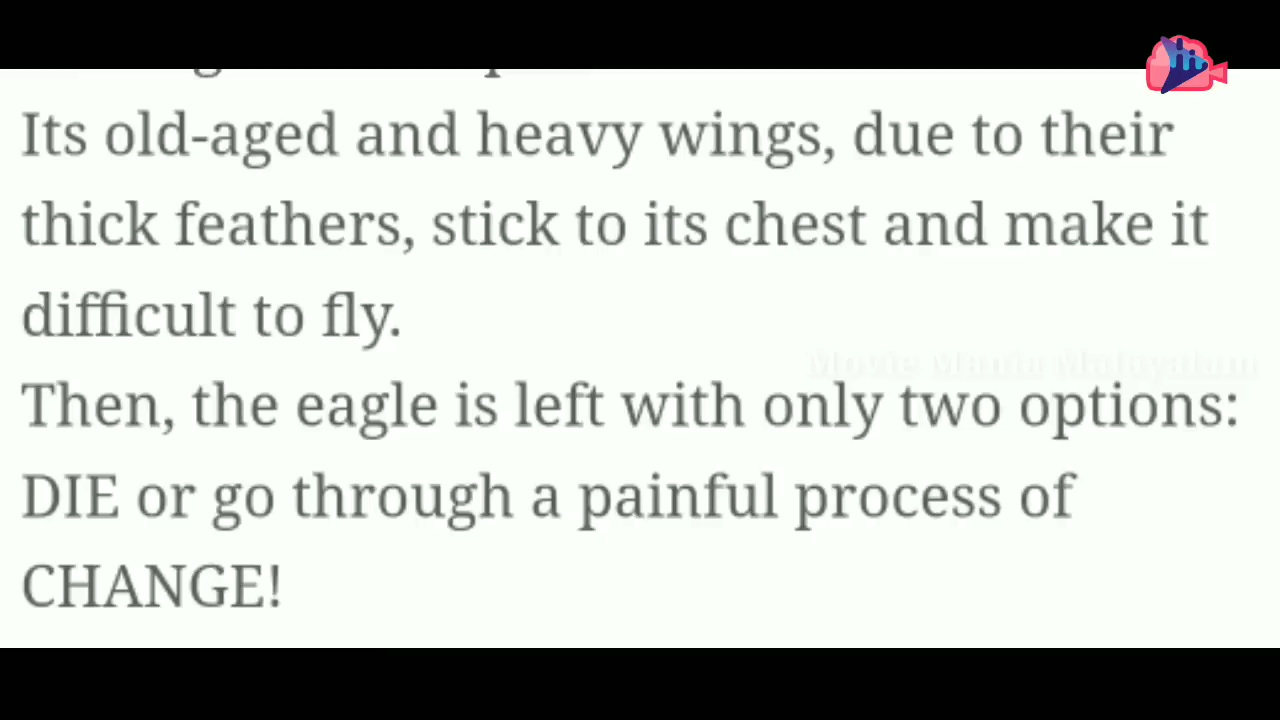 Its old-aged and heavy wings, due to their
thick feathers, stick to its chest and make it
difficult to fly.
Then, the eagle is left with only two options:
DIE or go through a painful process of
CHANGE!